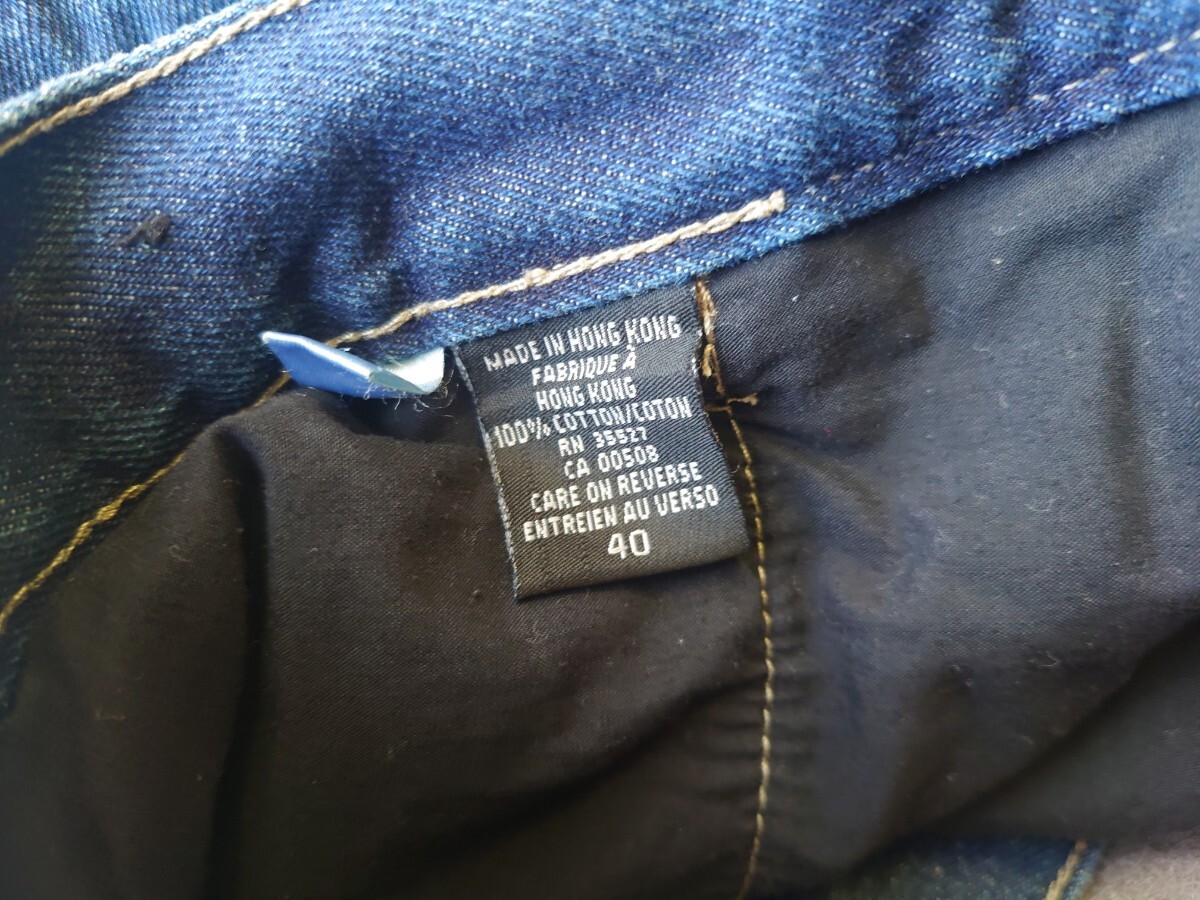 MADE IN HONG KONG
FABRIQUE À
HONG KONG
100% COTTON/COTON
RN 35527
CA 00508
CARE ON REVERSE
ENTREIEN AU VERSO
40